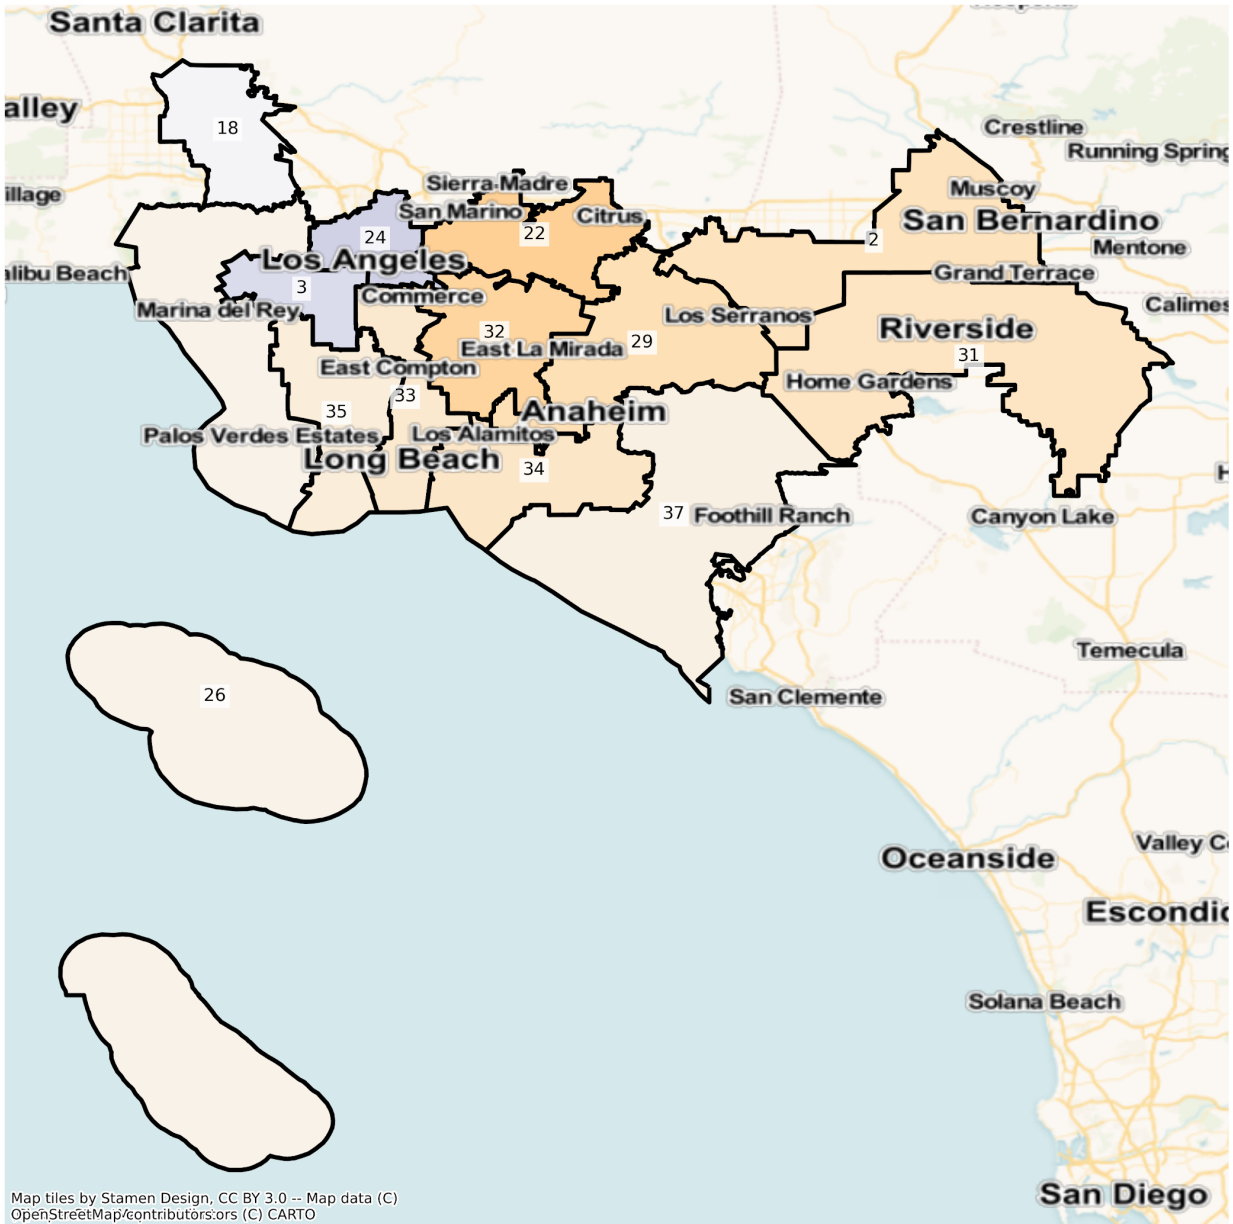 Santa Clarita
alley
Crestline
18
Running Spring
Sierra Madre
Muscoy
illage
San Marino
Citrus
San Bernardino
24
22
2
Mentone
Los Angeles
alibu Beach
Grand Terrace
3
Commerce
Calimes
Marina del Rey
Los Serranos
Riverside
32
29
East La Mirada
31
East Compton
Home Gardens
33
35
Anaheim
Palos Verdes Estates
Los Alamitos
Long Beach
34
H
37
Foothill Ranch
Canyon Lake
Temecula
26
San Clemente
Valley C
Oceanside
Escondid
Solana Beach
San Diego
Map tiles by Stamen Design, CC BY 3.0 -- Map data (C)
OpenStreetMap contributors
(C) CARTO